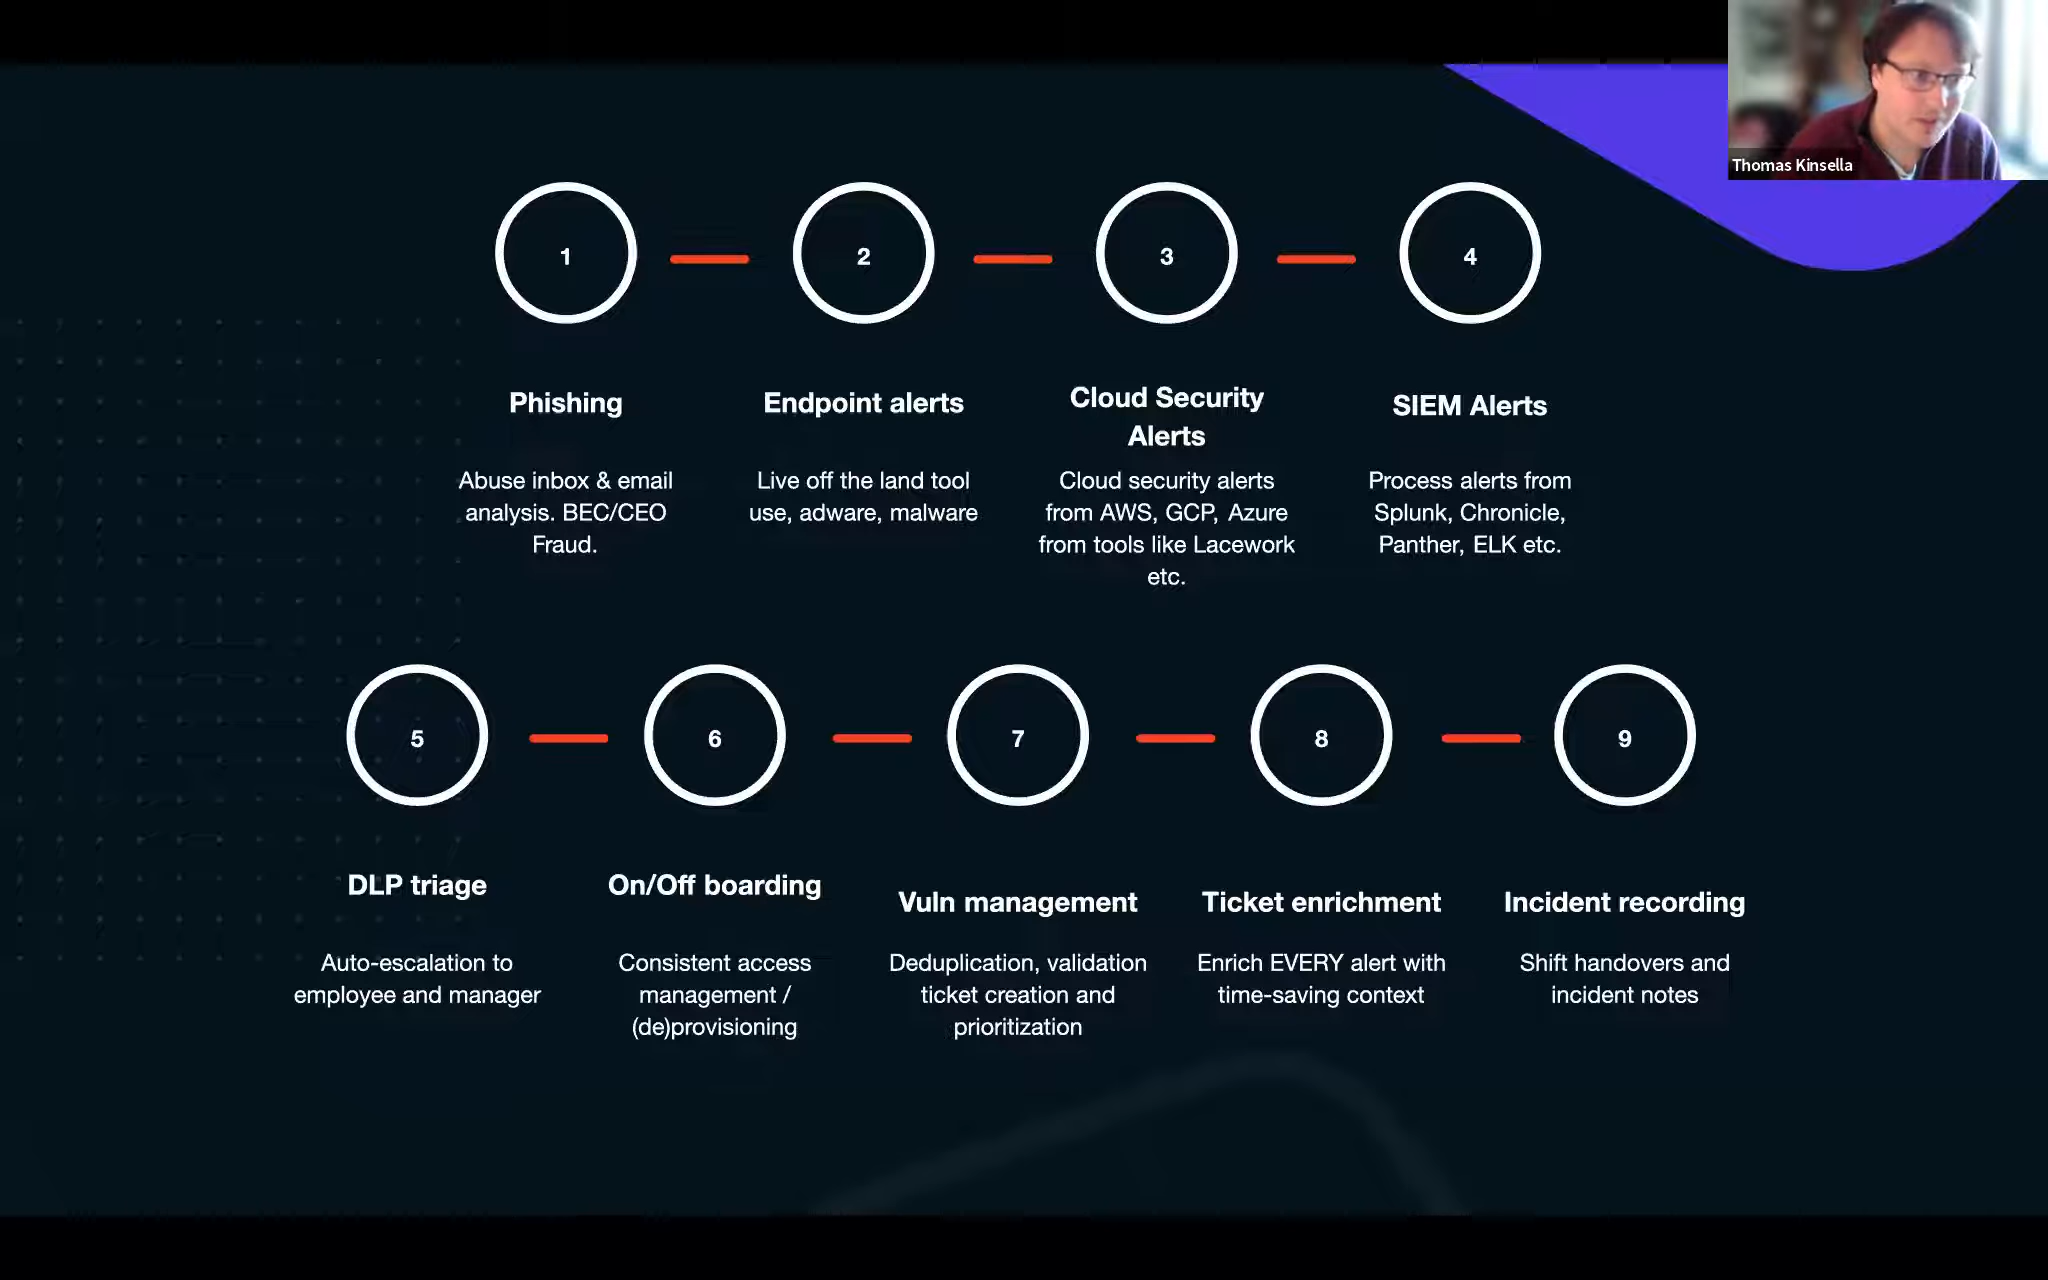 Thomas Kinsella
1
2
3
4
Phishing
Endpoint alerts
Cloud Security
Alerts
SIEM Alerts
Abuse inbox & email
analysis. BEC/CEO
Fraud.
Live off the land tool
use, adware, malware
Cloud security alerts
from AWS, GCP, Azure
from tools like Lacework
etc.
Process alerts from
Splunk, Chronicle,
Panther, ELK etc.
5
6
7
8
9
DLP triage
On/Off boarding
Vuln management
Ticket enrichment
Incident recording
Auto-escalation to
employee and manager
Consistent access
management /
(de)provisioning
Deduplication, validation
ticket creation and
prioritization
Enrich EVERY alert with
time-saving context
Shift handovers and
incident notes